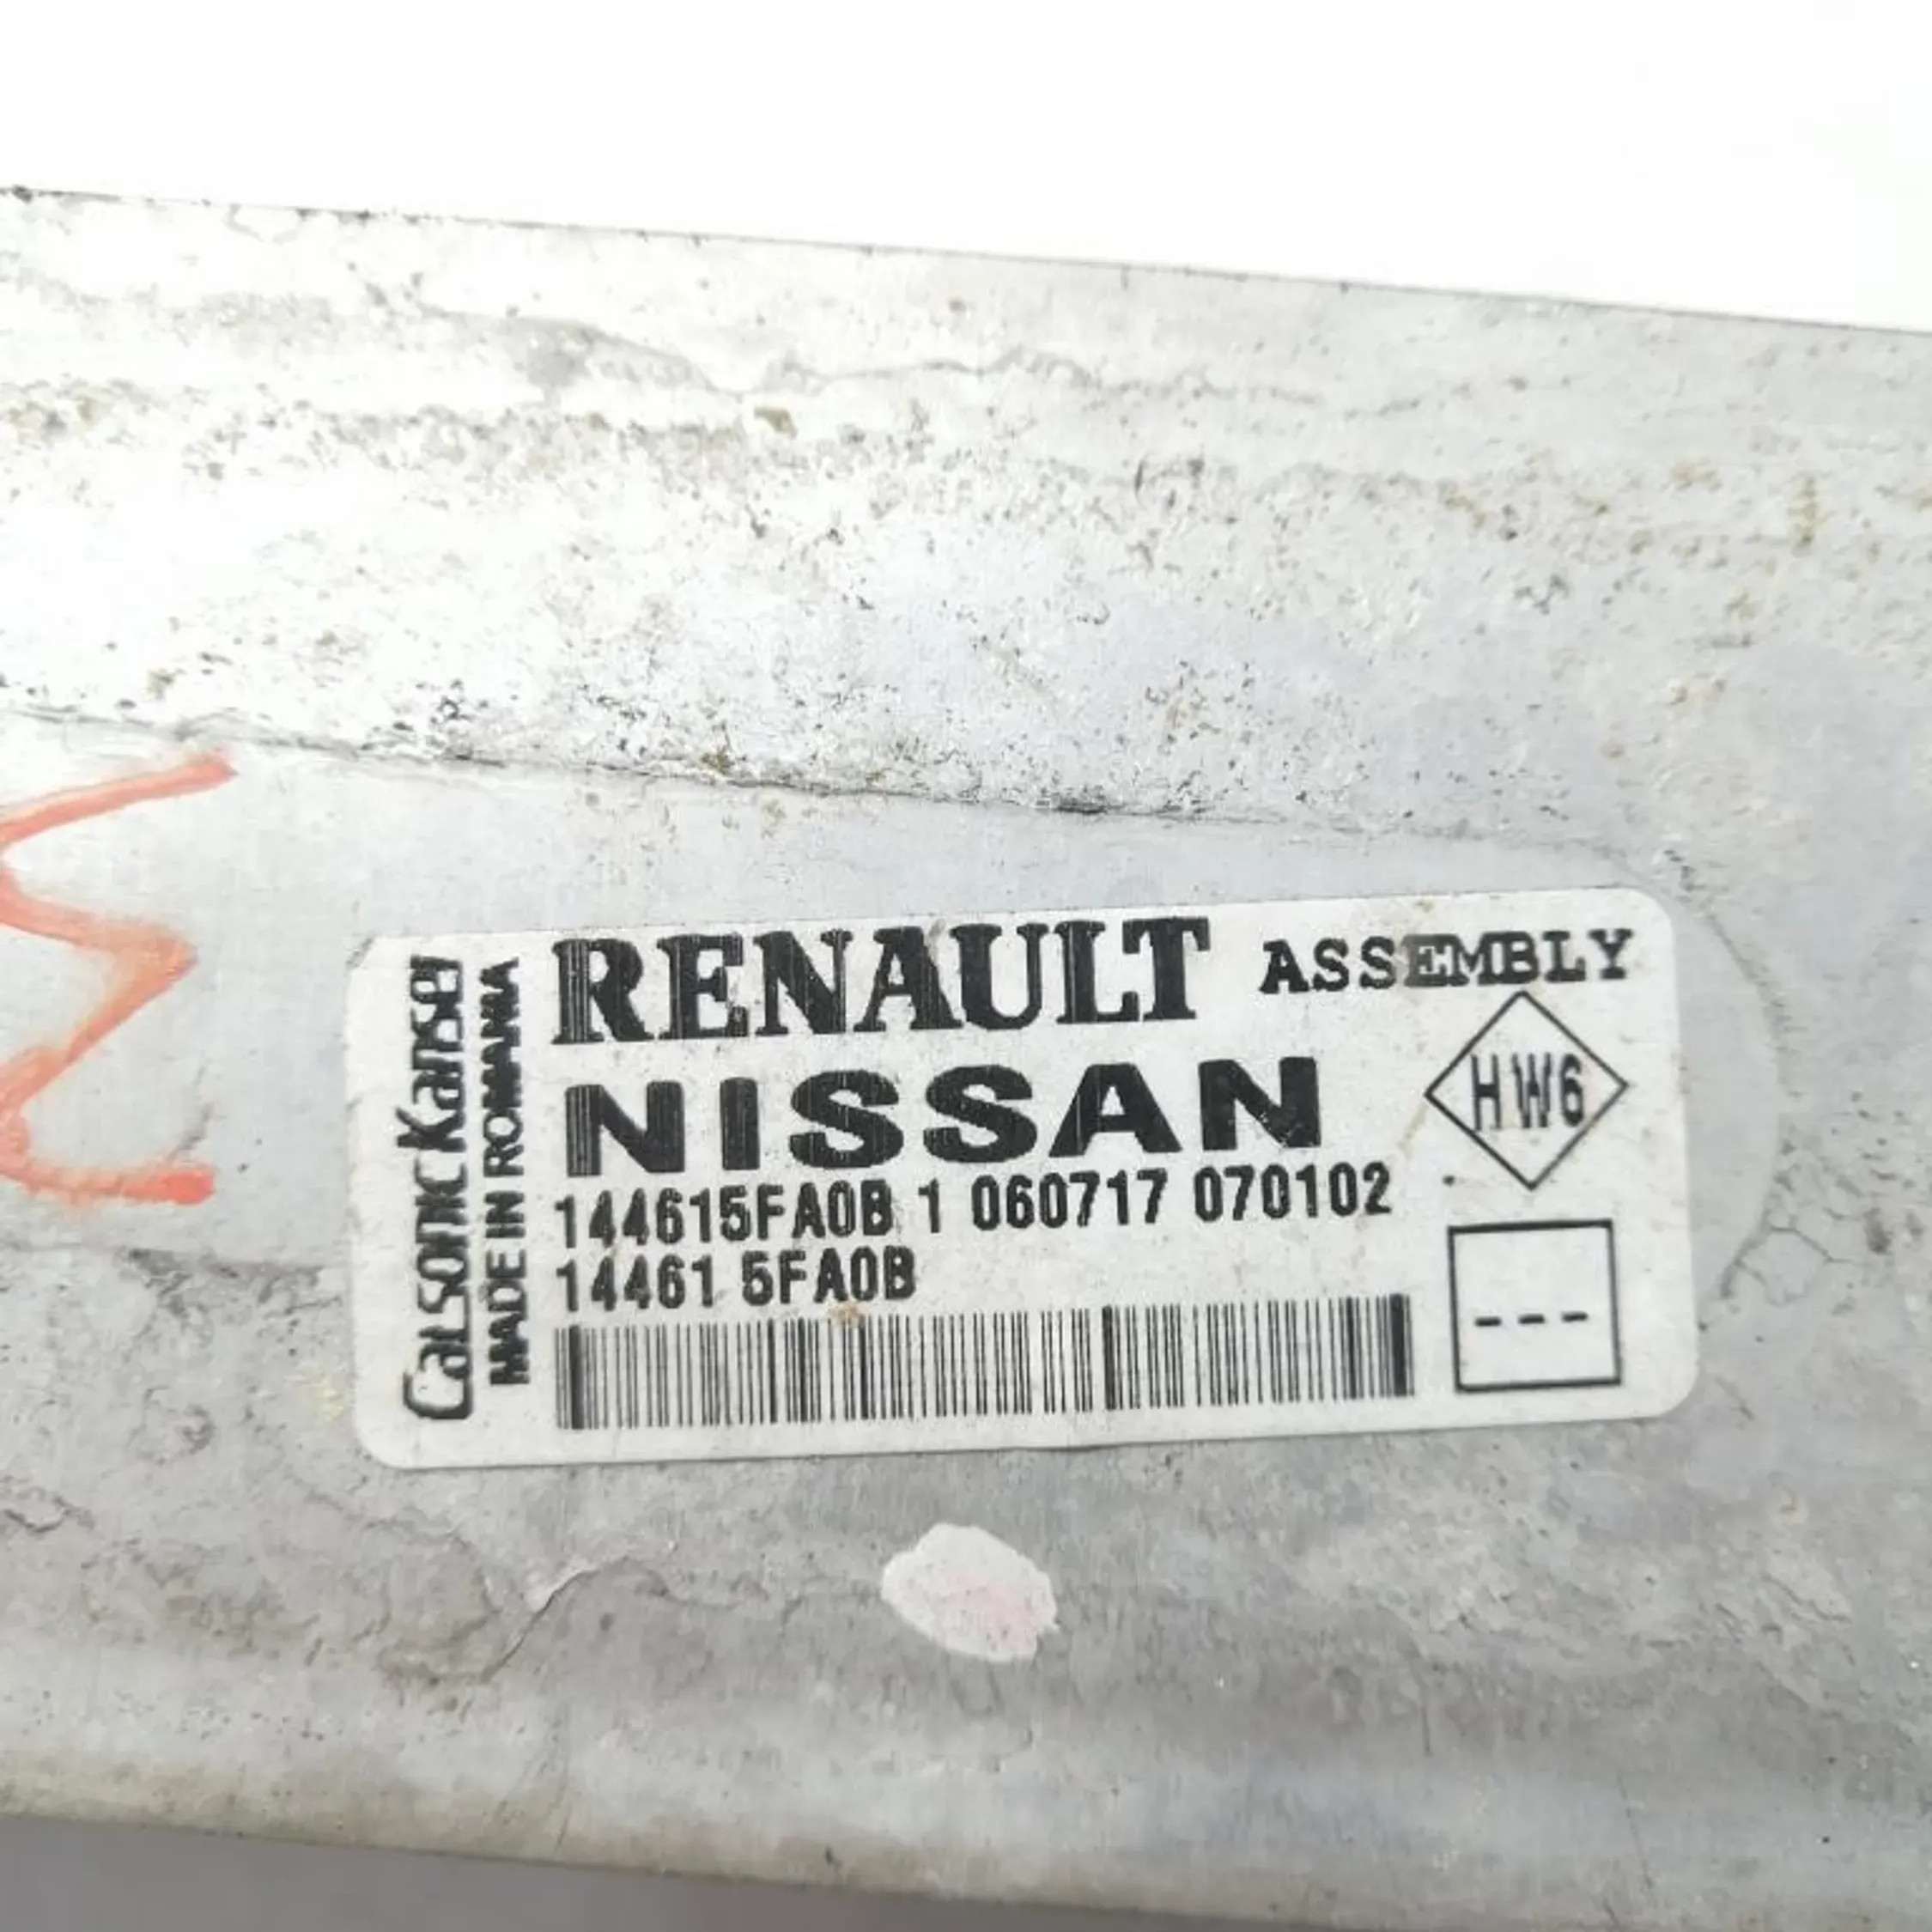 CalsonicKansei
MADE IN ROMANIA
RENAULT ASSEMBLY
NISSAN
HW6
144615FA0B 1 060717 070102
14461 5FA0B
---